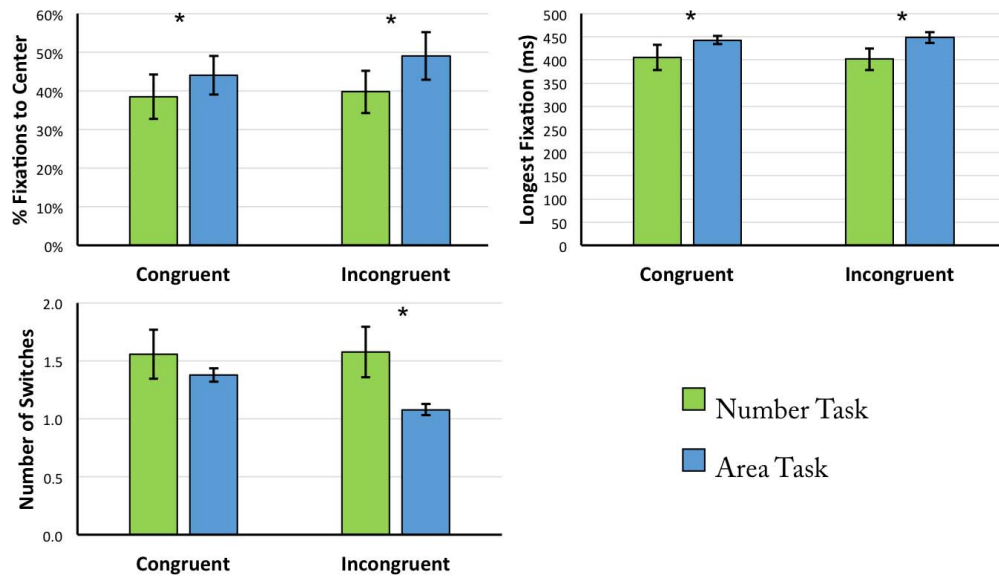 % Fixations to Center
60%
50%
40%
30%
20%
10%
0%
*
*
Congruent
Incongruent
Longest Fixation (ms)
500
450
400
350
300
250
200
150
100
50
0
*
*
Congruent
Incongruent
Number of Switches
2.0
1.5
1.0
0.5
0.0
*
Congruent
Incongruent
Number Task
Area Task